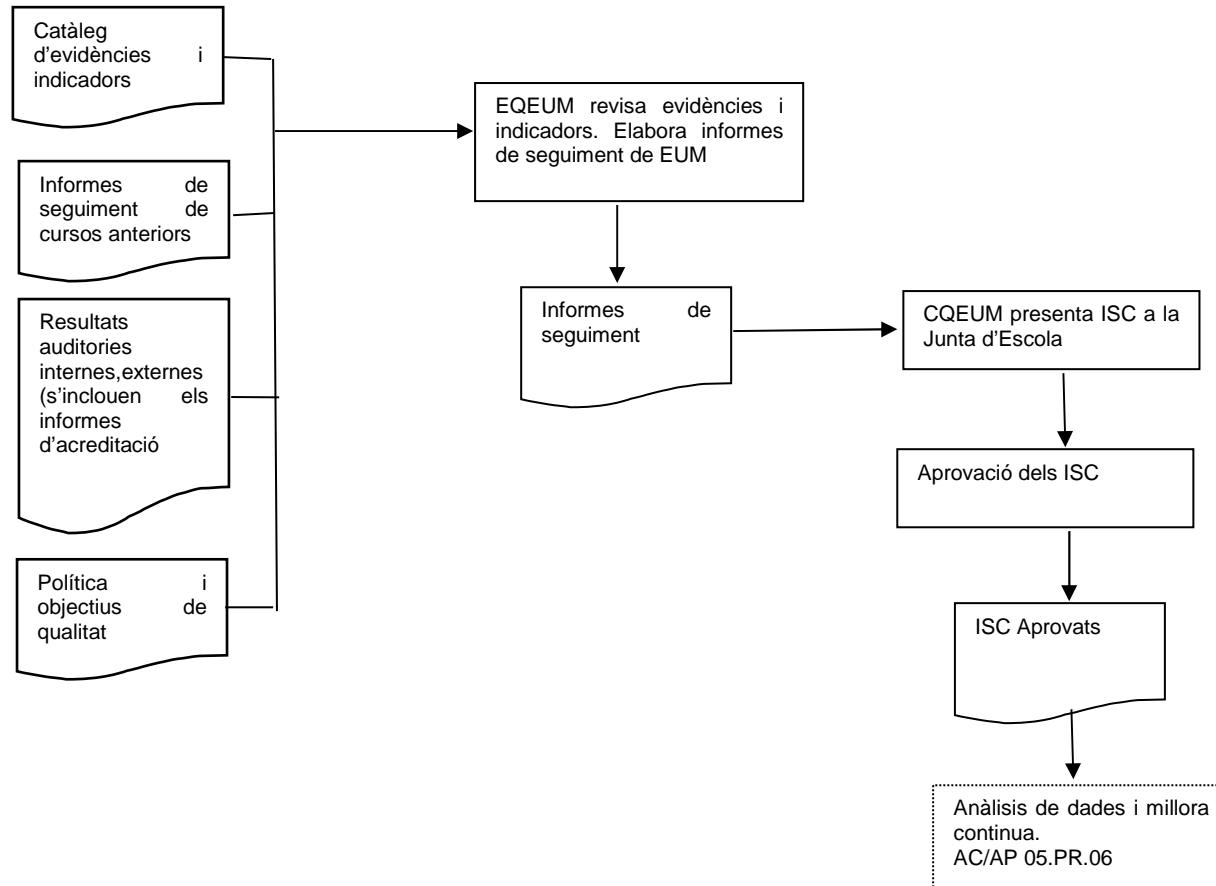 Catàleg
d'evidències i
indicadors
Informes de
seguiment de
cursos anteriors
Resultats
auditories
internes,externes
(s'inclouen els
informes
d'acreditació
Política i
objectius de
qualitat
EQEUM revisa evidències i
indicadors. Elabora informes
de seguiment de EUM
Informes de
seguiment
CQEUM presenta ISC a la
Junta d'Escola
Aprovació dels ISC
ISC Aprovats
Anàlisis de dades i millora
continua.
AC/AP 05.PR.06